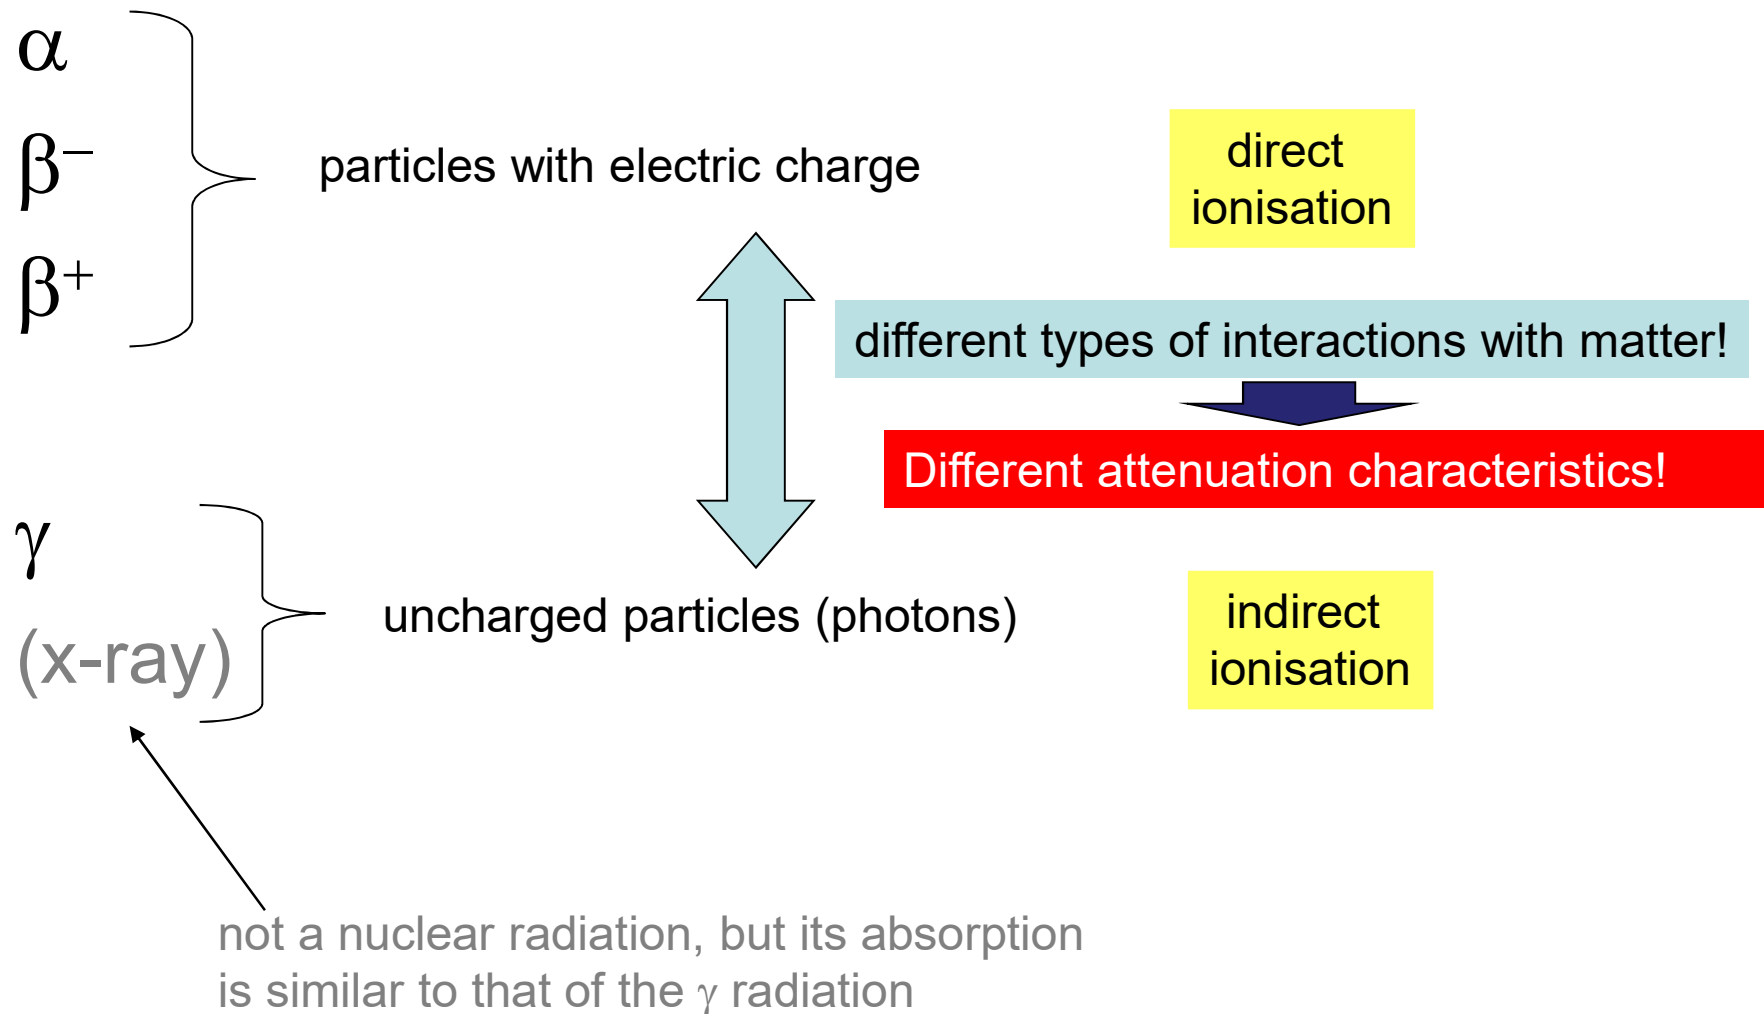 α
β−
β+
particles with electric charge
direct
ionisation
different types of interactions with matter!
Different attenuation characteristics!
γ
(x-ray)
uncharged particles (photons)
indirect
ionisation
not a nuclear radiation, but its absorption
is similar to that of the γ radiation